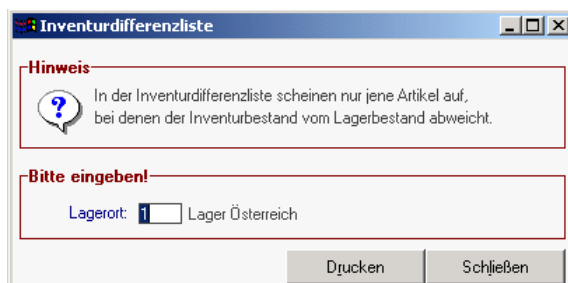 Inventurdifferenzliste
Hinweis
In der Inventurdifferenzliste scheinen nur jene Artikel auf,
bei denen der Inventurbestand vom Lagerbestand abweicht.
Bitte eingeben!
Lagerort: 1 Lager Österreich
Drucken Schließen